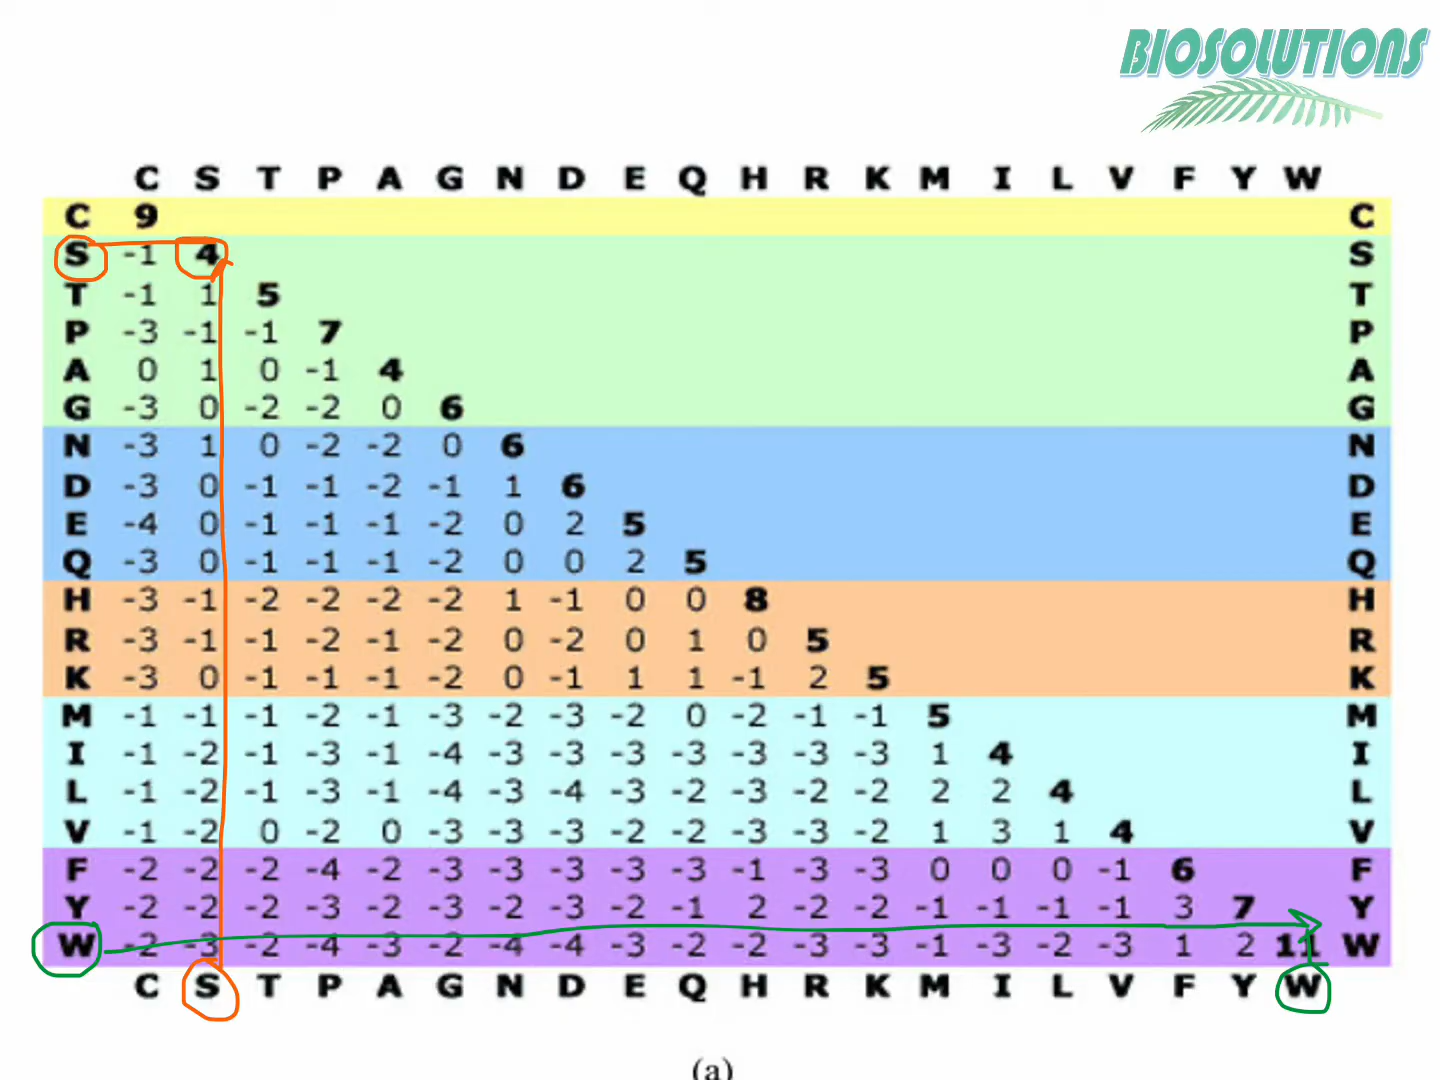 BIOSOLUTIONS
C S T P A G N D E Q H R K M I L V F Y W
C 9 C
S -1 4 S
T -1 1 5 T
P -3 -1 -1 7 P
A 0 1 0 -1 4 A
G -3 0 -2 -2 0 6 G
N -3 1 0 -2 -2 0 6 N
D -3 0 -1 -1 -2 -1 1 6 D
E -4 0 -1 -1 -1 -2 0 2 5 E
Q -3 0 -1 -1 -1 -2 0 0 2 5 Q
H -3 -1 -2 -2 -2 -2 1 -1 0 0 8 H
R -3 -1 -1 -2 -1 -2 0 -2 0 1 0 5 R
K -3 0 -1 -1 -1 -2 0 -1 1 1 -1 2 5 K
M -1 -1 -1 -2 -1 -3 -2 -3 -2 0 -2 -1 -1 5 M
I -1 -2 -1 -3 -1 -4 -3 -3 -3 -3 -3 -3 -3 1 4 I
L -1 -2 -1 -3 -1 -4 -3 -4 -3 -2 -3 -2 -2 2 2 4 L
V -1 -2 0 -2 0 -3 -3 -3 -2 -2 -3 -3 -2 1 3 1 4 V
F -2 -2 -2 -4 -2 -3 -3 -3 -3 -3 -1 -3 -3 0 0 0 -1 6 F
Y -2 -2 -2 -3 -2 -3 -2 -3 -2 -1 2 -2 -2 -1 -1 -1 -1 3 7 Y
W -2 -3 -2 -4 -3 -2 -4 -4 -3 -2 -2 -3 -3 -1 -3 -2 -3 1 2 11 W
C S T P A G N D E Q H R K M I L V F Y W
(a)